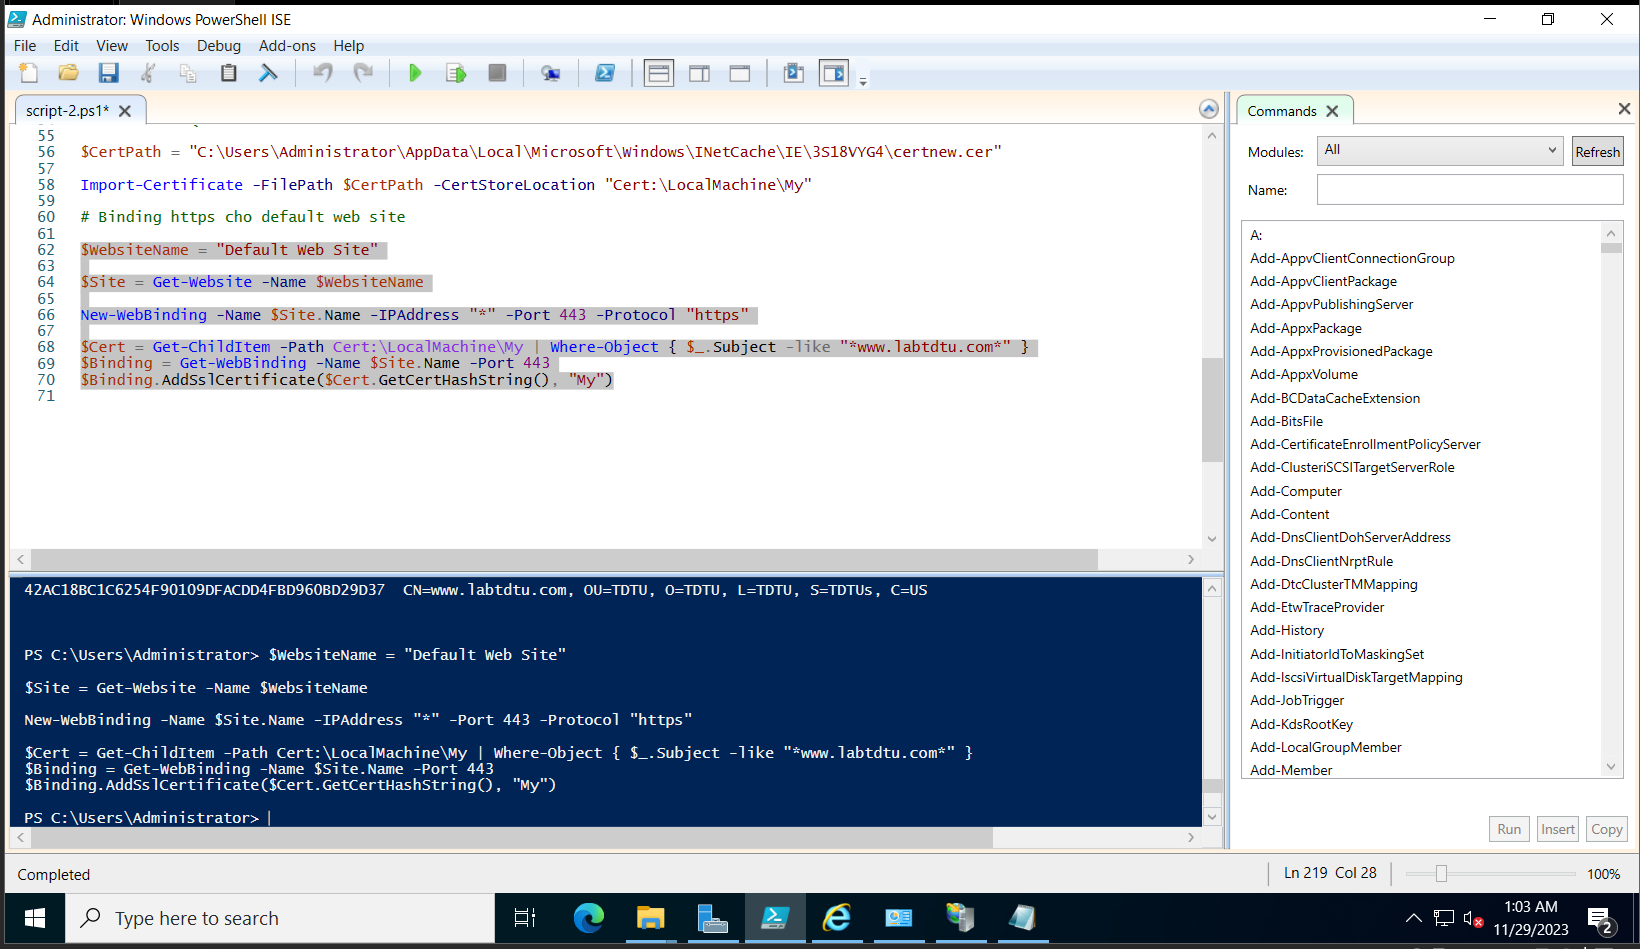 Administrator: Windows PowerShell ISE
File Edit View Tools Debug Add-ons Help
script-2.ps1*
55
56 $CertPath = "C:\Users\Administrator\AppData\Local\Microsoft\Windows\INetCache\IE\3S18VYG4\certnew.cer"
57
58 Import-Certificate -FilePath $CertPath -CertStoreLocation "Cert:\LocalMachine\My"
59
60 # Binding https cho default web site
61
62 $WebsiteName = "Default Web Site"
63
64 $Site = Get-Website -Name $WebsiteName
65
66 New-WebBinding -Name $Site.Name -IPAddress "*" -Port 443 -Protocol "https"
67
68 $Cert = Get-ChildItem -Path Cert:\LocalMachine\My | Where-Object { $_.Subject -like "*www.labtdtu.com*" }
69 $Binding = Get-WebBinding -Name $Site.Name -Port 443
70 $Binding.AddSslCertificate($Cert.GetCertHashString(), "My")
71
42AC18BC1C6254F90109DFACDD4FBD960BD29D37 CN=www.labtdtu.com, OU=TDTU, O=TDTU, L=TDTU, S=TDTUs, C=US
PS C:\Users\Administrator> $WebsiteName = "Default Web Site"
$Site = Get-Website -Name $WebsiteName
New-WebBinding -Name $Site.Name -IPAddress "*" -Port 443 -Protocol "https"
$Cert = Get-ChildItem -Path Cert:\LocalMachine\My | Where-Object { $_.Subject -like "*www.labtdtu.com*" }
$Binding = Get-WebBinding -Name $Site.Name -Port 443
$Binding.AddSslCertificate($Cert.GetCertHashString(), "My")
PS C:\Users\Administrator>
Commands
Modules: All Refresh
Name:
A:
Add-AppvClientConnectionGroup
Add-AppvClientPackage
Add-AppvPublishingServer
Add-AppxPackage
Add-AppxProvisionedPackage
Add-AppxVolume
Add-BCDataCacheExtension
Add-BitsFile
Add-CertificateEnrollmentPolicyServer
Add-ClusteriSCSITargetServerRole
Add-Computer
Add-Content
Add-DnsClientDohServerAddress
Add-DnsClientNrptRule
Add-DtcClusterTMMapping
Add-EtwTraceProvider
Add-History
Add-InitiatorIdToMaskingSet
Add-IscsiVirtualDiskTargetMapping
Add-JobTrigger
Add-KdsRootKey
Add-LocalGroupMember
Add-Member
Run Insert Copy
Completed
Ln 219 Col 28
100%
Type here to search
1:03 AM
11/29/2023
2